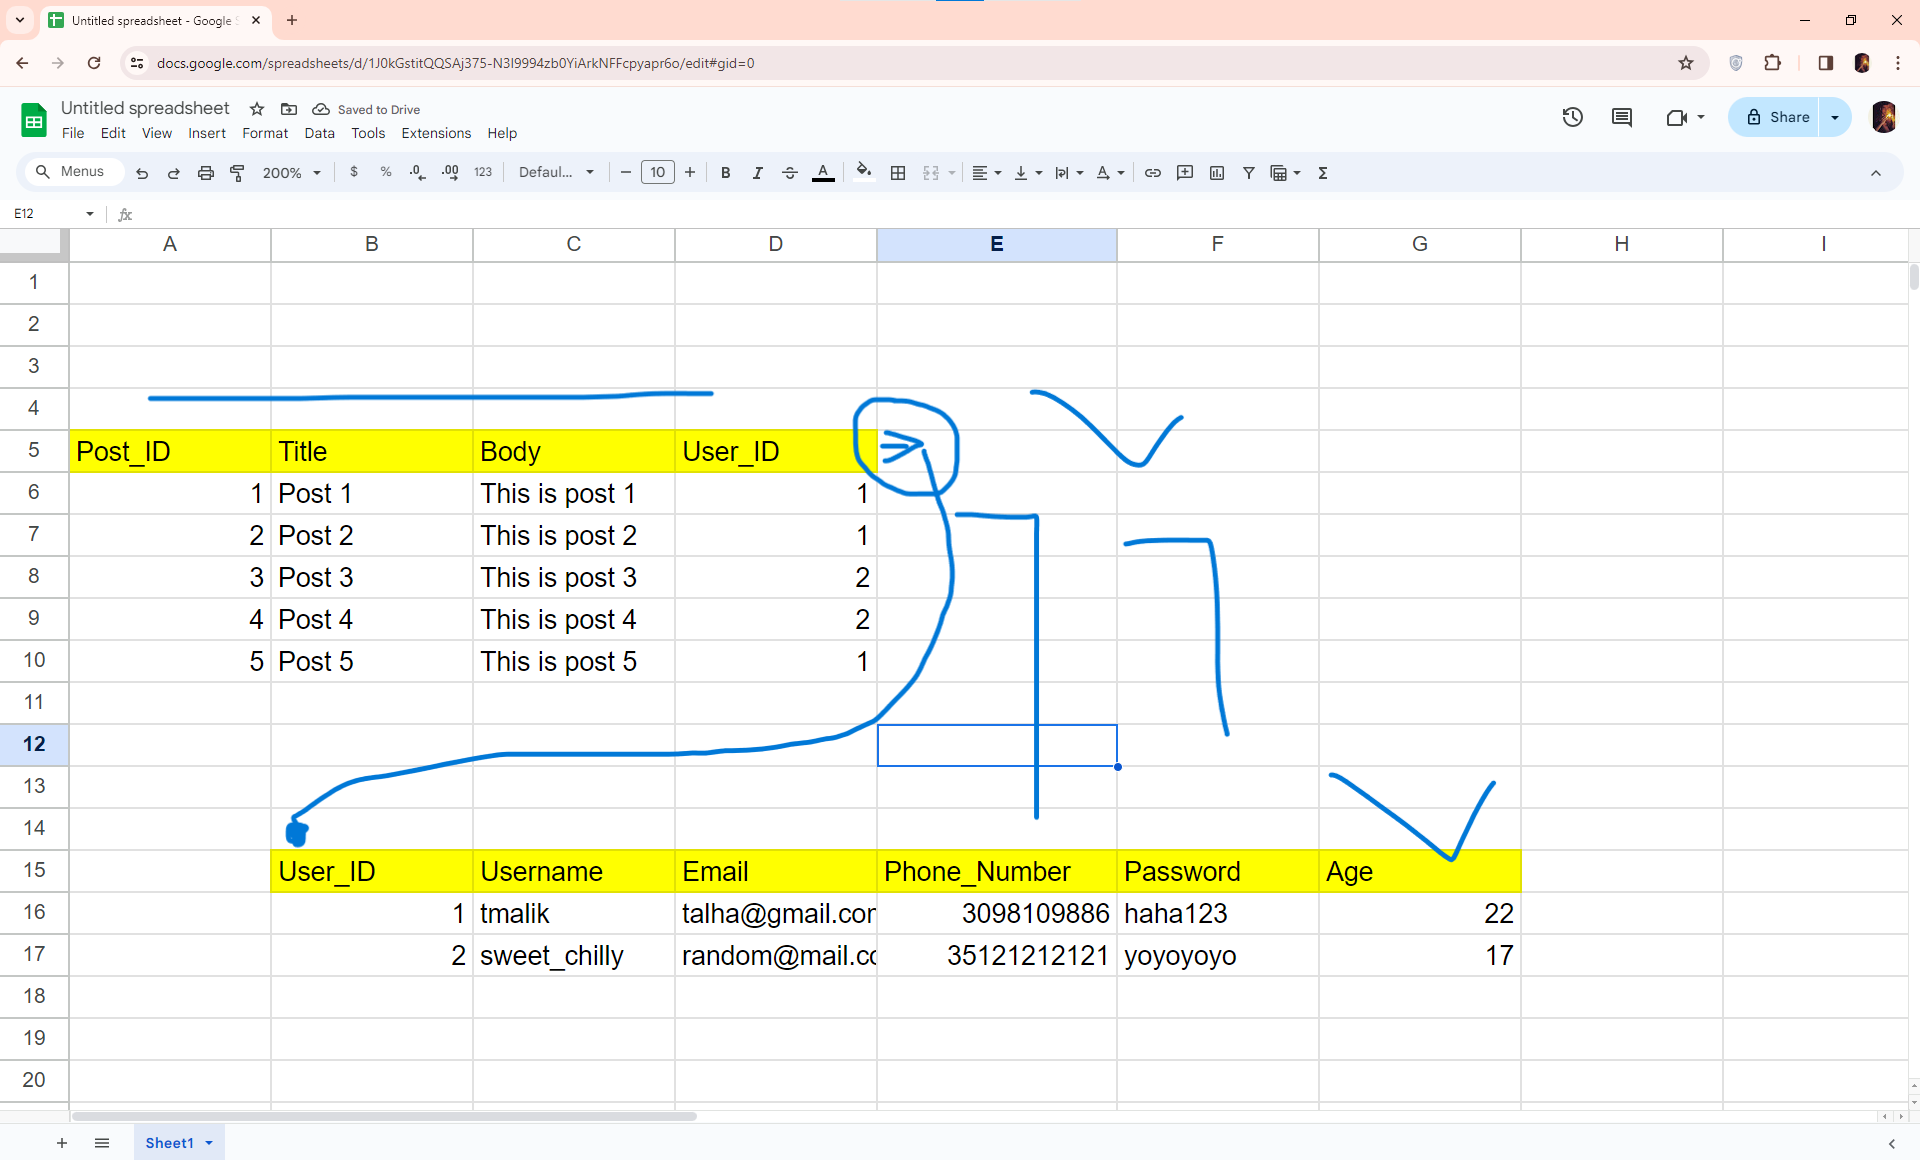 Untitled spreadsheet - Google S
docs.google.com/spreadsheets/d/1J0kGstitQQSAj375-N3I9994zb0YiArkNFFcpyapr6o/edit#gid=0
Untitled spreadsheet
Saved to Drive
File Edit View Insert Format Data Tools Extensions Help
Share
Menus 200% $ % .0 .00 123 Defaul... − 10 + B I A Σ
E12 fx
A B C D E F G H I
1
2
3
4
5 Post_ID Title Body User_ID
6 1 Post 1 This is post 1 1
7 2 Post 2 This is post 2 1
8 3 Post 3 This is post 3 2
9 4 Post 4 This is post 4 2
10 5 Post 5 This is post 5 1
11
12
13
14
15 User_ID Username Email Phone_Number Password Age
16 1 tmalik talha@gmail.com 3098109886 haha123 22
17 2 sweet_chilly random@mail.co 35121212121 yoyoyoyo 17
18
19
20
Sheet1